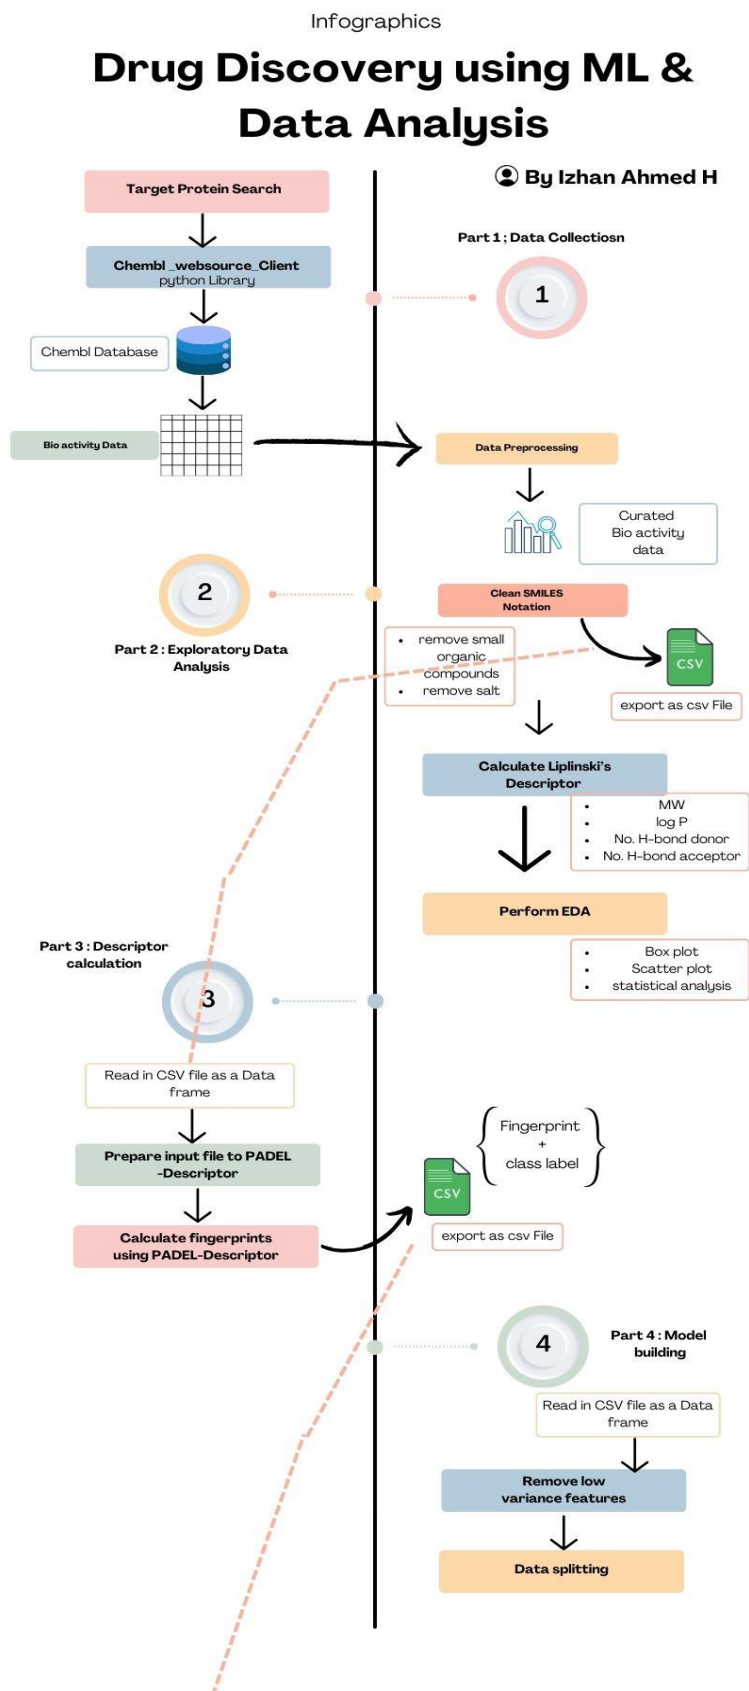 Infographics
Drug Discovery using ML &
Data Analysis
By Izhan Ahmed H
Target Protein Search
Chembl _websource_Client
python Library
Part 1 ; Data Collectiosn
1
Chembl Database
Bio activity Data
Data Preprocessing
Curated
Bio activity
data
2
Part 2 : Exploratory Data
Analysis
Clean SMILES
Notation
• remove small
organic
compounds
• remove salt
CSV
export as csv File
Calculate Liplinski's
Descriptor
• MW
• log P
• No. H-bond donor
• No. H-bond acceptor
Perform EDA
• Box plot
• Scatter plot
• statistical analysis
Part 3 : Descriptor
calculation
3
Read in CSV file as a Data
frame
Prepare input file to PADEL
-Descriptor
Calculate fingerprints
using PADEL-Descriptor
Fingerprint
+
class label
CSV
export as csv File
4
Part 4 : Model
building
Read in CSV file as a Data
frame
Remove low
variance features
Data splitting